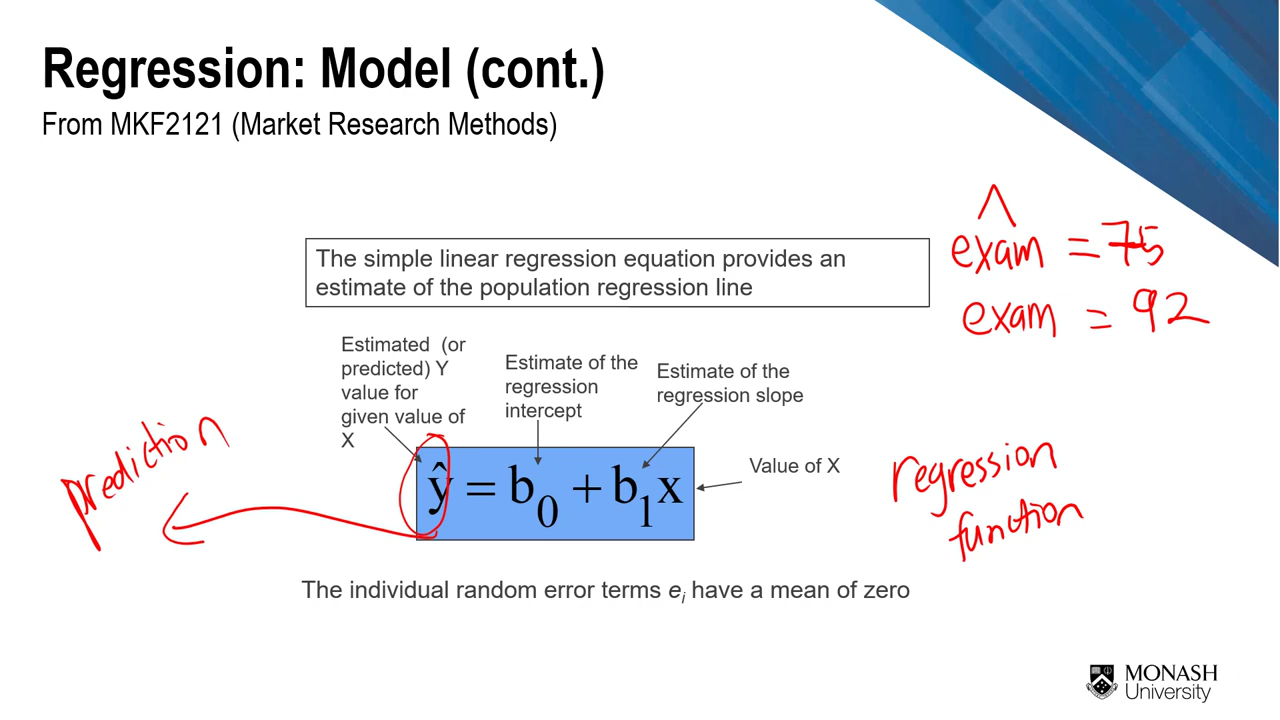 Regression: Model (cont.)
From MKF2121 (Market Research Methods)
^
exam = 75
exam = 92
The simple linear regression equation provides an
estimate of the population regression line
Estimated (or
predicted) Y
value for
given value of
X
Estimate of the
regression
intercept
Estimate of the
regression slope
Value of X
prediction
ŷ = b₀ + b₁x
regression
function
The individual random error terms eᵢ have a mean of zero
MONASH
University